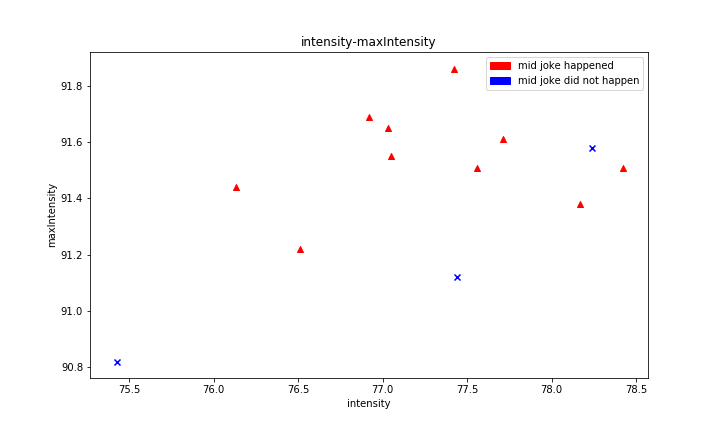 intensity-maxIntensity
mid joke happened
mid joke did not happen
maxIntensity
91.8
91.6
91.4
91.2
91.0
90.8
75.5 76.0 76.5 77.0 77.5 78.0 78.5
intensity